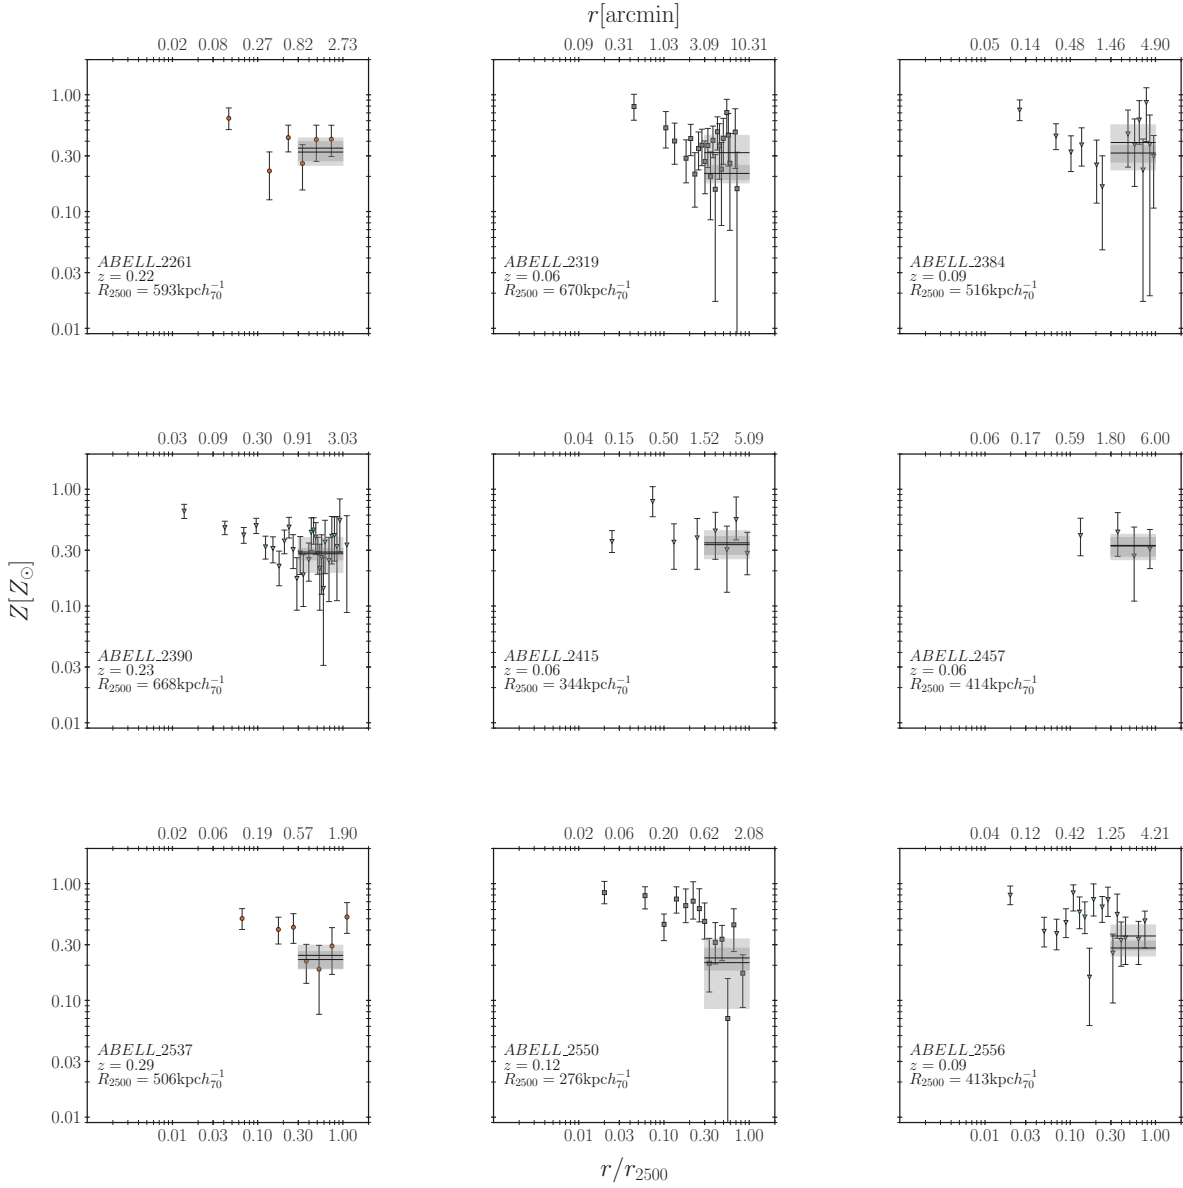 r[arcmin]
0.02 0.08 0.27 0.82 2.73
0.09 0.31 1.03 3.09 10.31
0.05 0.14 0.48 1.46 4.90
1.00
0.30
0.10
0.03
0.01
ABELL_2261
z = 0.22
R2500 = 593kpch70^-1
ABELL_2319
z = 0.06
R2500 = 670kpch70^-1
ABELL_2384
z = 0.09
R2500 = 516kpch70^-1
0.03 0.09 0.30 0.91 3.03
0.04 0.15 0.50 1.52 5.09
0.06 0.17 0.59 1.80 6.00
Z[Z⊙]
1.00
0.30
0.10
0.03
0.01
ABELL_2390
z = 0.23
R2500 = 668kpch70^-1
ABELL_2415
z = 0.06
R2500 = 344kpch70^-1
ABELL_2457
z = 0.06
R2500 = 414kpch70^-1
0.02 0.06 0.19 0.57 1.90
0.02 0.06 0.20 0.62 2.08
0.04 0.12 0.42 1.25 4.21
1.00
0.30
0.10
0.03
0.01
ABELL_2537
z = 0.29
R2500 = 506kpch70^-1
ABELL_2550
z = 0.12
R2500 = 276kpch70^-1
ABELL_2556
z = 0.09
R2500 = 413kpch70^-1
0.01 0.03 0.10 0.30 1.00
0.01 0.03 0.10 0.30 1.00
0.01 0.03 0.10 0.30 1.00
r/r2500